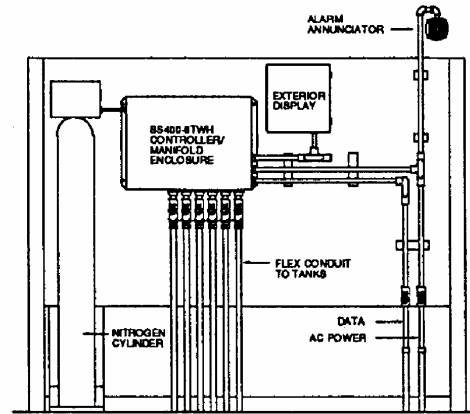 ALARM
ANNUNCIATOR
EXTERIOR
DISPLAY
BS400-8TWH
CONTROLLER/
MANIFOLD
ENCLOSURE
FLEX CONDUIT
TO TANKS
NITROGEN
CYLINDER
DATA
AC POWER